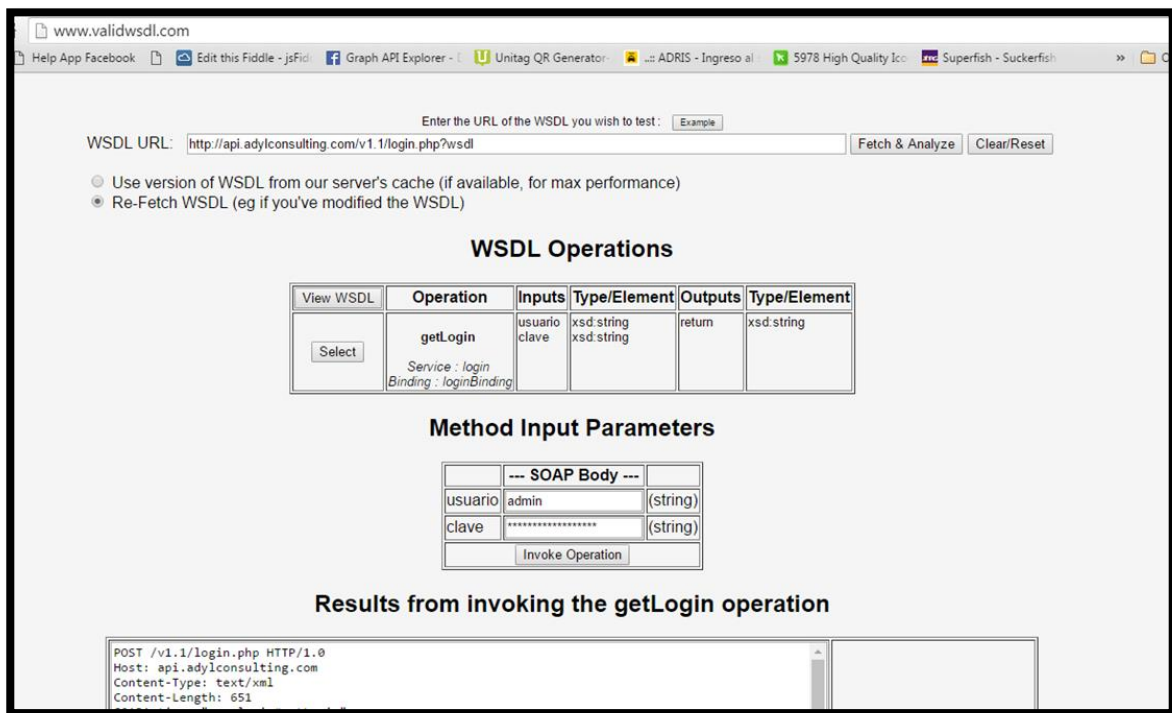 www.validwsdl.com
Help App Facebook Edit this Fiddle - jsFid Graph API Explorer - Unitag QR Generator- ..:: ADRIS - Ingreso al 5978 High Quality Ico Superfish - Suckerfish »
Enter the URL of the WSDL you wish to test : Example
WSDL URL: http://api.adylconsulting.com/v1.1/login.php?wsdl Fetch & Analyze Clear/Reset
Use version of WSDL from our server's cache (if available, for max performance)
Re-Fetch WSDL (eg if you've modified the WSDL)
WSDL Operations
View WSDL Operation Inputs Type/Element Outputs Type/Element
usuario xsd:string return xsd:string
Select getLogin clave xsd:string
Service : login
Binding : loginBinding
Method Input Parameters
--- SOAP Body ---
usuario admin (string)
clave ****************** (string)
Invoke Operation
Results from invoking the getLogin operation
POST /v1.1/login.php HTTP/1.0
Host: api.adylconsulting.com
Content-Type: text/xml
Content-Length: 651